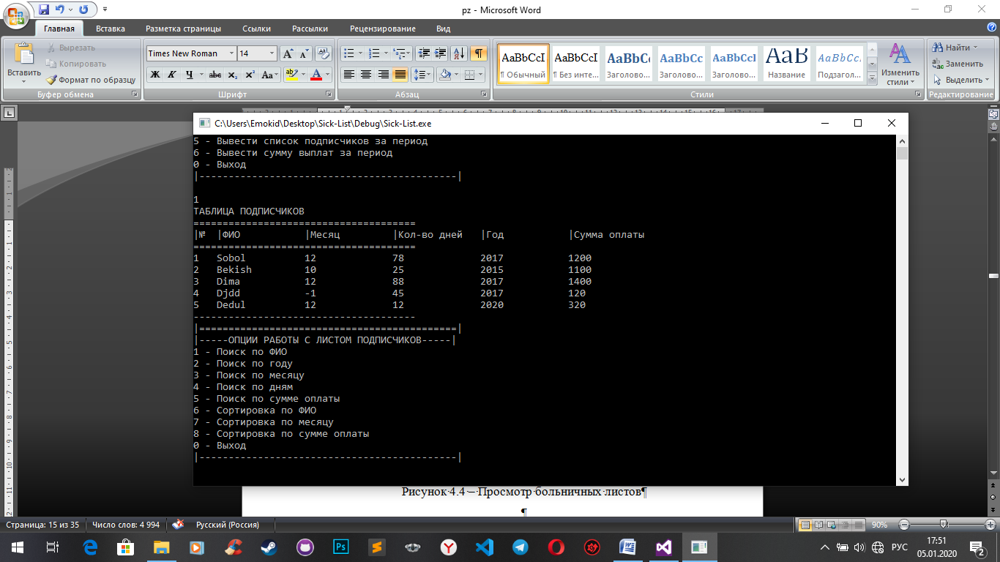 pz - Microsoft Word
Главная Вставка Разметка страницы Ссылки Рассылки Рецензирование Вид
Вставить
Вырезать
Копировать
Формат по образцу
Буфер обмена
Times New Roman 14
Ж К Ч abc x₂ x² Aa
Шрифт
Абзац
AaBbCcI AaBbCcI AaBbCc AaBbCc AaBbCcI AaB AaBbCc.
¶ Обычный ¶ Без инте... Заголово... Заголово... Заголово... Название Подзагол...
Изменить стили
Стили
Найти
Заменить
Выделить
Редактирование
C:\Users\Emokid\Desktop\Sick-List\Debug\Sick-List.exe
5 - Вывести список подписчиков за период
6 - Вывести сумму выплат за период
0 - Выход
|--------------------------------------------|
1
ТАБЛИЦА ПОДПИСЧИКОВ
======================================
|№ |ФИО |Месяц |Кол-во дней |Год |Сумма оплаты
======================================
1 Sobol 12 78 2017 1200
2 Bekish 10 25 2015 1100
3 Dima 12 88 2017 1400
4 Djdd -1 45 2017 120
5 Dedul 12 12 2020 320
--------------------------------------
|============================================|
|-----ОПЦИИ РАБОТЫ С ЛИСТОМ ПОДПИСЧИКОВ-----|
1 - Поиск по ФИО
2 - Поиск по году
3 - Поиск по месяцу
4 - Поиск по дням
5 - Поиск по сумме оплаты
6 - Сортировка по ФИО
7 - Сортировка по месяцу
8 - Сортировка по сумме оплаты
0 - Выход
|--------------------------------------------|
Рисунок·4.4·–·Просмотр·больничных·листов¶
¶
Страница: 15 из 35 Число слов: 4 994 Русский (Россия) 90%
РУС
17:51
05.01.2020
2